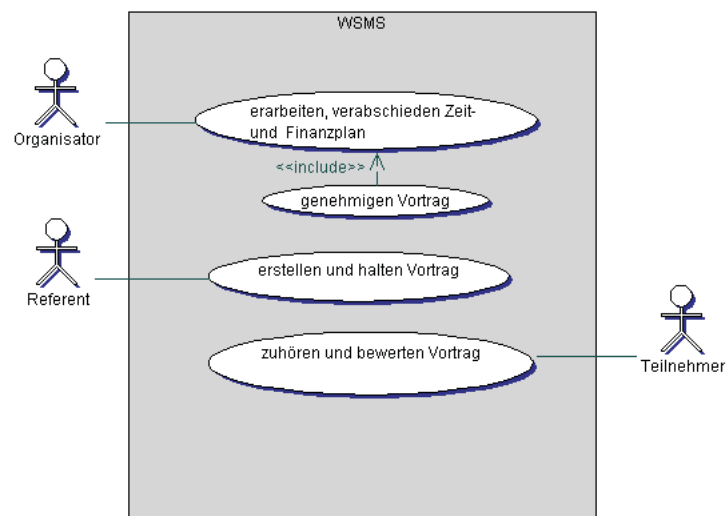 WSMS
erarbeiten, verabschieden Zeit-
und Finanzplan
Organisator
<<include>>
genehmigen Vortrag
erstellen und halten Vortrag
Referent
zuhören und bewerten Vortrag
Teilnehmer